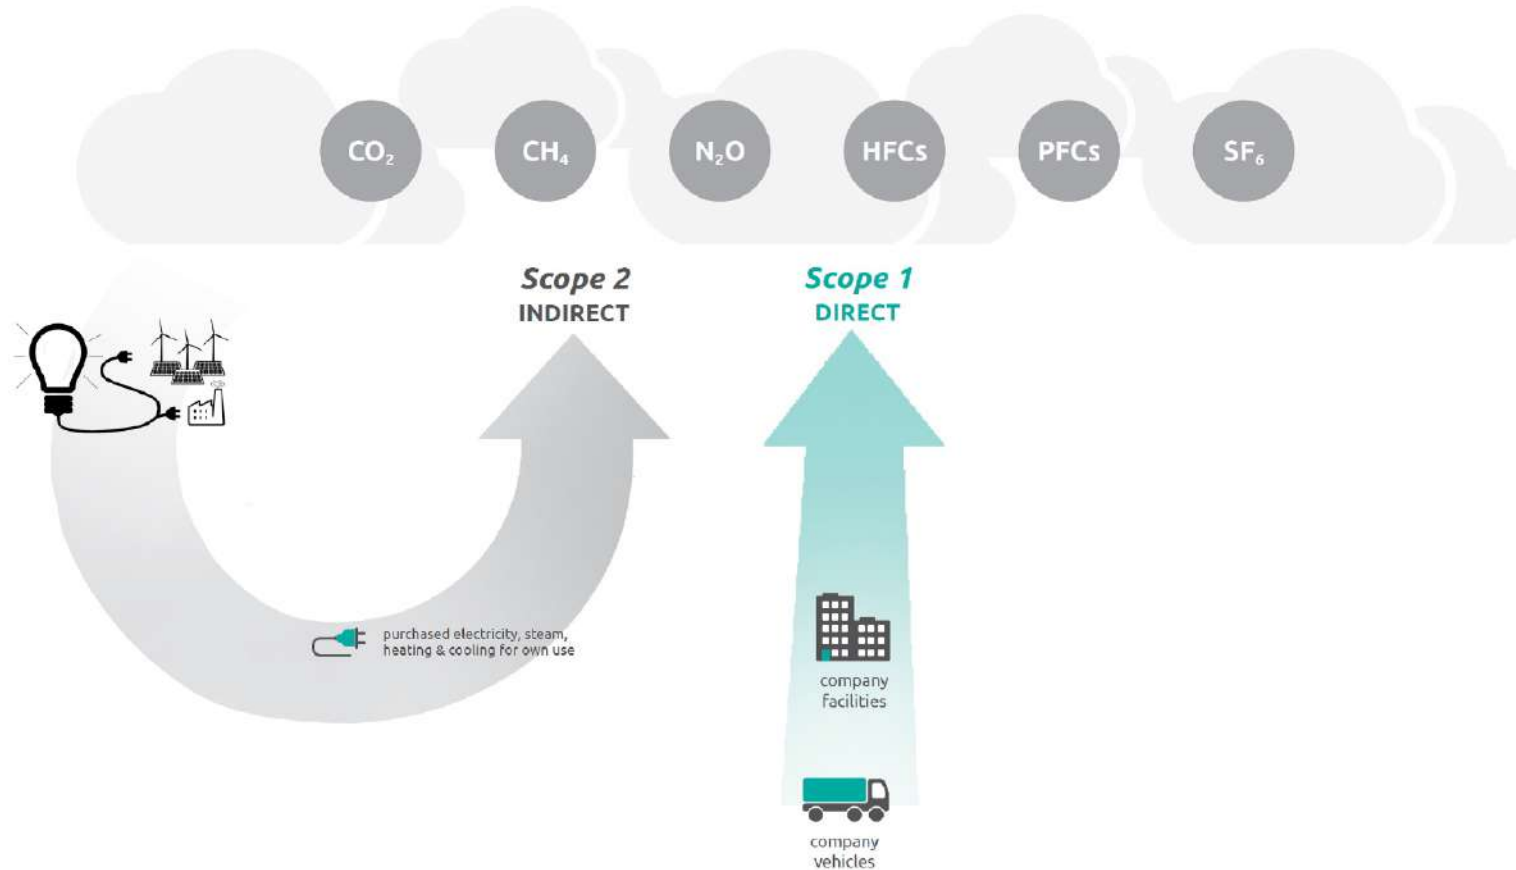 CO₂ CH₄ N₂O HFCs PFCs SF₆
Scope 2
INDIRECT
Scope 1
DIRECT
purchased electricity, steam,
heating & cooling for own use
company
facilities
company
vehicles